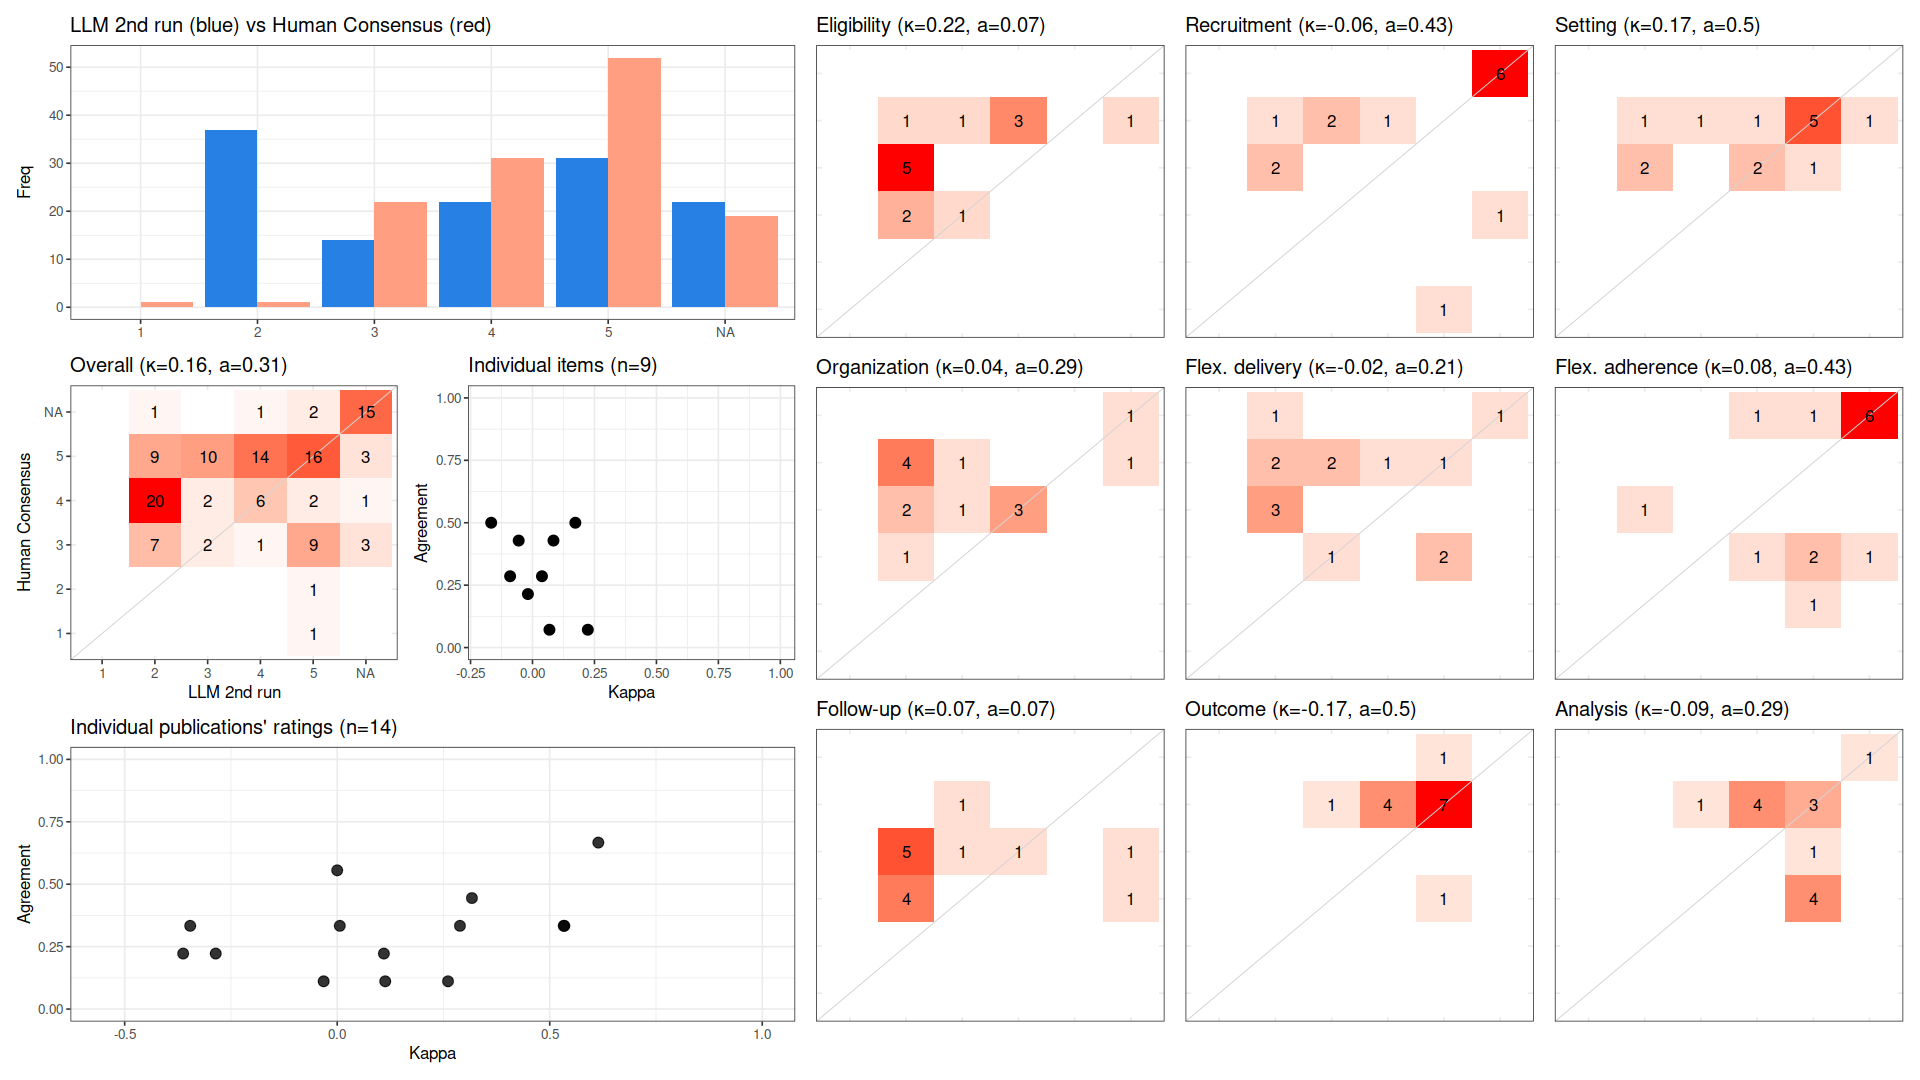 LLM 2nd run (blue) vs Human Consensus (red)
Freq
50
40
30
20
10
0
1 2 3 4 5 NA
Overall (κ=0.16, a=0.31)
Human Consensus
NA 1 1 2 15
5 9 10 14 16 3
4 20 2 6 2 1
3 7 2 1 9 3
2 1
1 1
1 2 3 4 5 NA
LLM 2nd run
Individual items (n=9)
Agreement
1.00
0.75
0.50
0.25
0.00
-0.25 0.00 0.25 0.50 0.75 1.00
Kappa
Individual publications' ratings (n=14)
Agreement
1.00
0.75
0.50
0.25
0.00
-0.5 0.0 0.5 1.0
Kappa
Eligibility (κ=0.22, a=0.07)
1 1 3 1
5
2 1
Recruitment (κ=-0.06, a=0.43)
6
1 2 1
2
1
1
Setting (κ=0.17, a=0.5)
1 1 1 5 1
2 2 1
Organization (κ=0.04, a=0.29)
1
4 1 1
2 1 3
1
Flex. delivery (κ=-0.02, a=0.21)
1 1
2 2 1 1
3
1 2
Flex. adherence (κ=0.08, a=0.43)
1 1 6
1
1 2 1
1
Follow-up (κ=0.07, a=0.07)
1
5 1 1 1
4 1
Outcome (κ=-0.17, a=0.5)
1
1 4 7
1
Analysis (κ=-0.09, a=0.29)
1
1 4 3
1
4